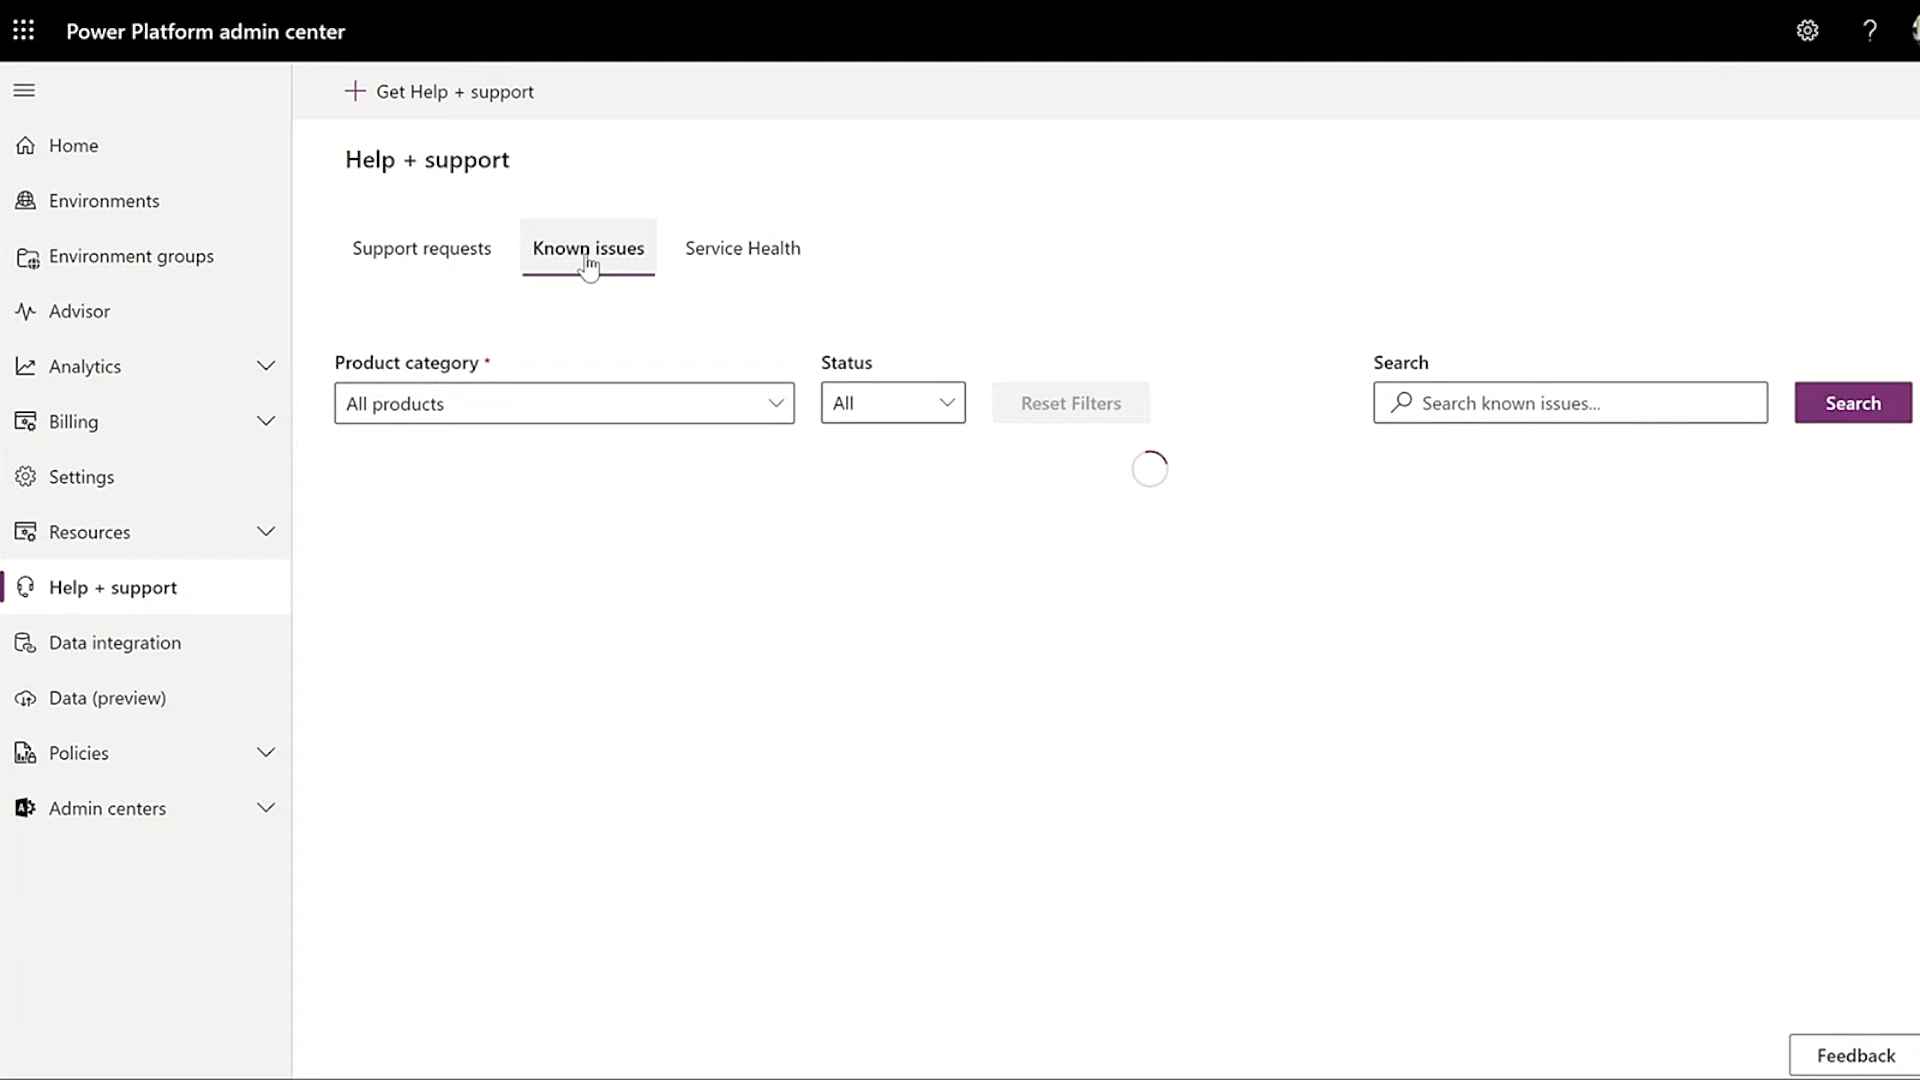 Power Platform admin center
?
Get Help + support
Home
Help + support
Environments
Environment groups
Support requests
Known issues
Service Health
Advisor
Analytics
Product category *
Status
Search
All products
All
Reset Filters
Search known issues...
Search
Billing
Settings
Resources
Help + support
Data integration
Data (preview)
Policies
Admin centers
Feedback